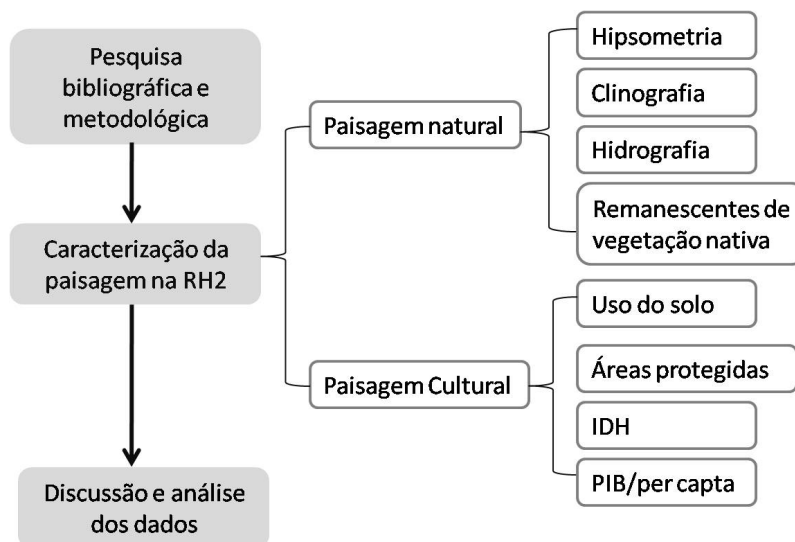 Pesquisa
bibliográfica e
metodológica
Caracterização da
paisagem na RH2
Discussão e análise
dos dados
Paisagem natural
Hipsometria
Clinografia
Hidrografia
Remanescentes de
vegetação nativa
Paisagem Cultural
Uso do solo
Áreas protegidas
IDH
PIB/per capta